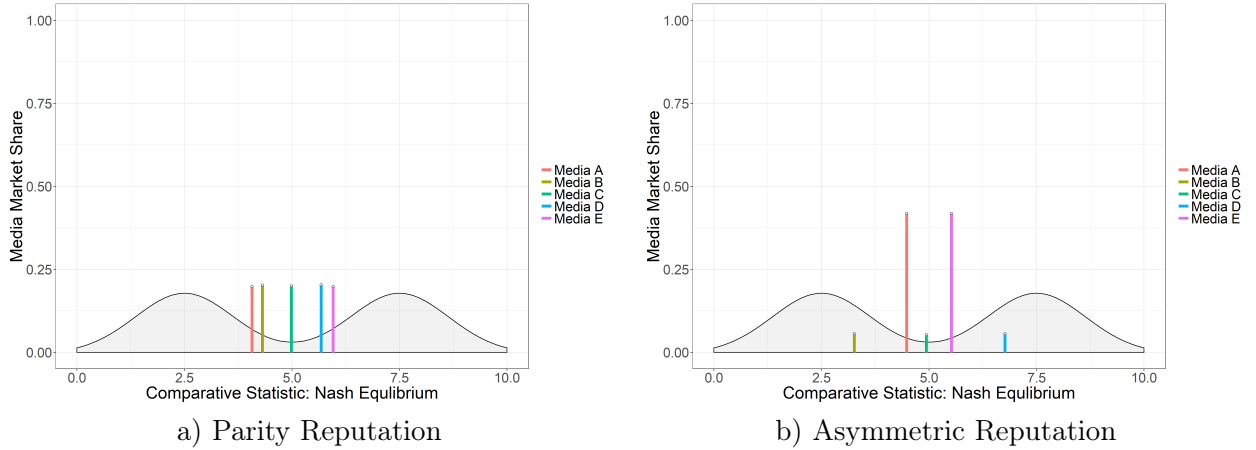 1.00
0.75
0.50
0.25
0.00
Media Market Share
0.0
2.5
5.0
7.5
10.0
Comparative Statistic: Nash Equlibrium
Media A
Media B
Media C
Media D
Media E
a) Parity Reputation
1.00
0.75
0.50
0.25
0.00
Media Market Share
0.0
2.5
5.0
7.5
10.0
Comparative Statistic: Nash Equlibrium
Media A
Media B
Media C
Media D
Media E
b) Asymmetric Reputation